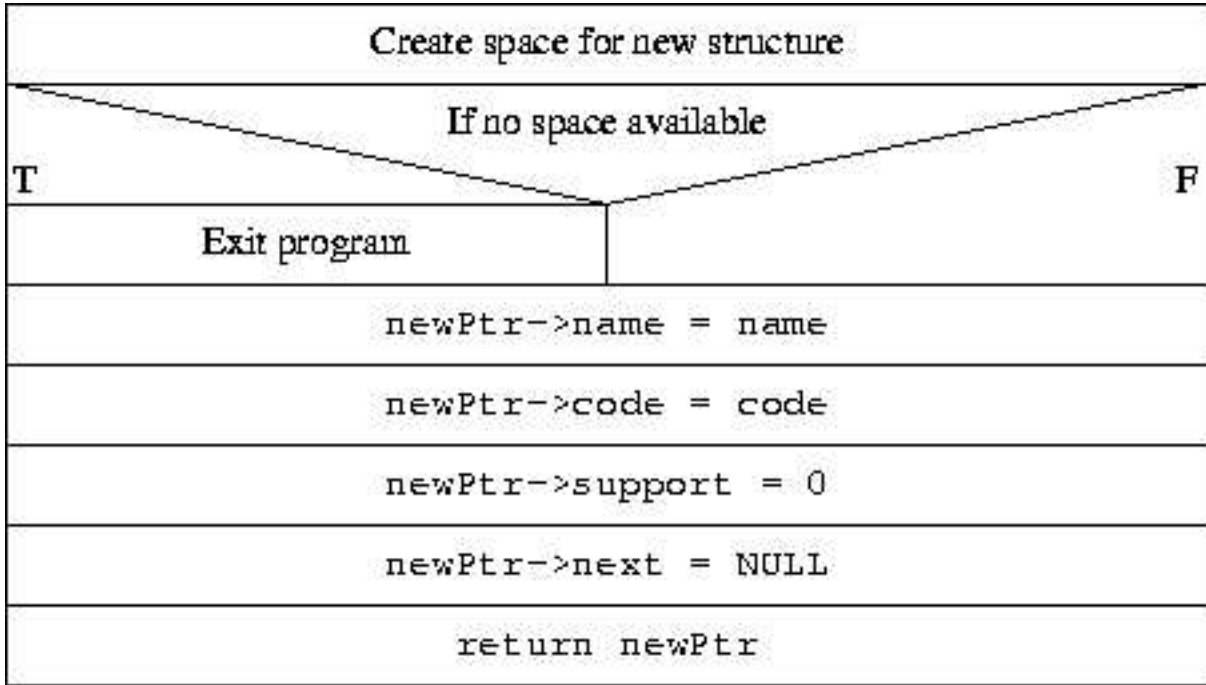 Create space for new structure
If no space available
T
F
Exit program
newPtr->name = name
newPtr->code = code
newPtr->support = 0
newPtr->next = NULL
return newPtr